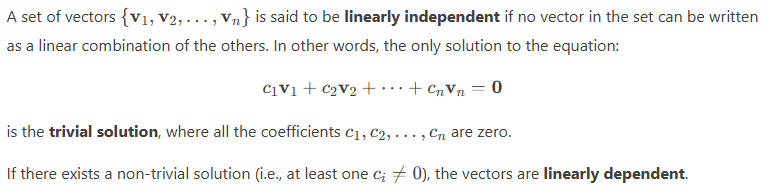 A set of vectors {v₁, v₂, . . . , vₙ} is said to be linearly independent if no vector in the set can be written
as a linear combination of the others. In other words, the only solution to the equation:
c₁v₁ + c₂v₂ + · · · + cₙvₙ = 0
is the trivial solution, where all the coefficients c₁, c₂, . . . , cₙ are zero.
If there exists a non-trivial solution (i.e., at least one cᵢ ≠ 0), the vectors are linearly dependent.